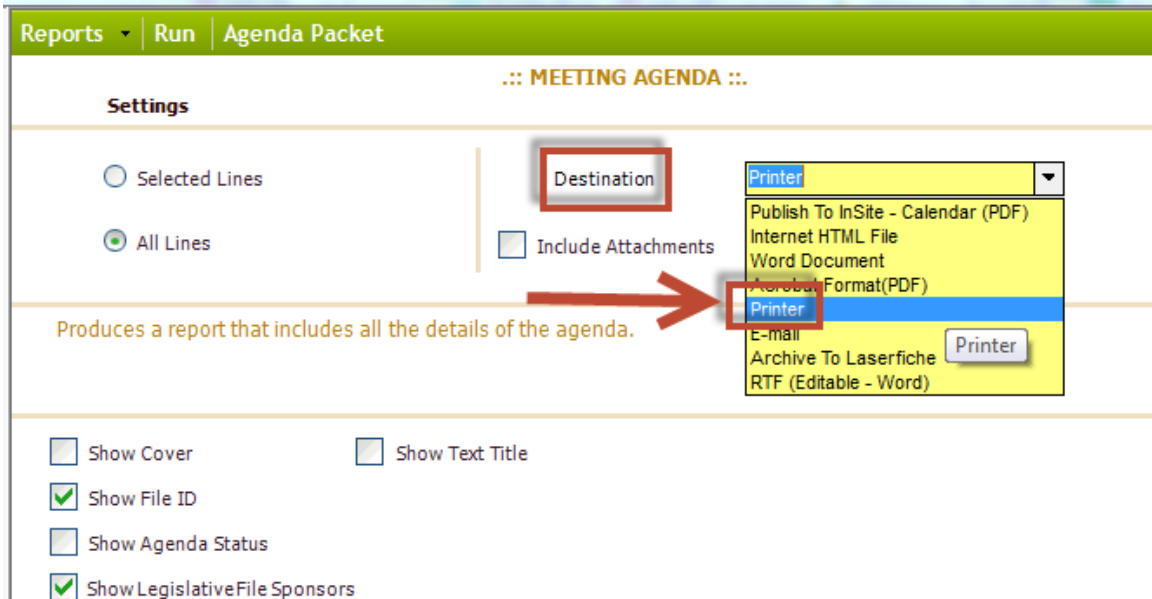 Reports Run Agenda Packet
.:: MEETING AGENDA ::.
Settings
Selected Lines
All Lines
Destination
Include Attachments
Printer
Publish To InSite - Calendar (PDF)
Internet HTML File
Word Document
Acrobat Format(PDF)
Printer
E-mail
Archive To Laserfiche
RTF (Editable - Word)
Printer
Produces a report that includes all the details of the agenda.
Show Cover
Show Text Title
Show File ID
Show Agenda Status
Show Legislative File Sponsors